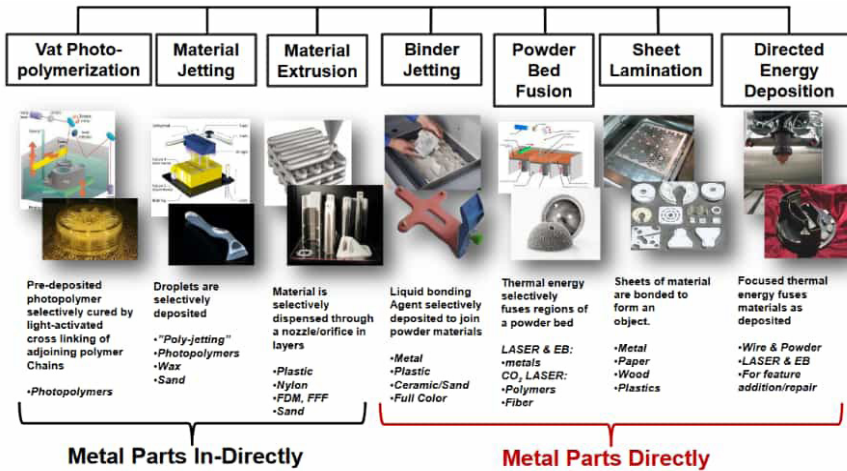 Vat Photo-
polymerization
Material
Jetting
Material
Extrusion
Binder
Jetting
Powder
Bed
Fusion
Sheet
Lamination
Directed
Energy
Deposition
Pre-deposited
photopolymer
selectively cured by
light-activated
cross linking of
adjoining polymer
Chains
•Photopolymers
Droplets are
selectively
deposited
•"Poly-jetting"
•Photopolymers
•Wax
•Sand
Material is
selectively
dispensed through
a nozzle/orifice in
layers
•Plastic
•Nylon
•FDM, FFF
•Sand
Liquid bonding
Agent selectively
deposited to join
powder materials
•Metal
•Plastic
•Ceramic/Sand
•Full Color
Thermal energy
selectively
fuses regions of
a powder bed
LASER & EB:
•metals
CO₂ LASER:
•Polymers
•Fiber
Sheets of material
are bonded to
form an
object.
•Metal
•Paper
•Wood
•Plastics
Focused thermal
energy fuses
materials as
deposited
•Wire & Powder
•LASER & EB
•For feature
addition/repair
Metal Parts In-Directly
Metal Parts Directly